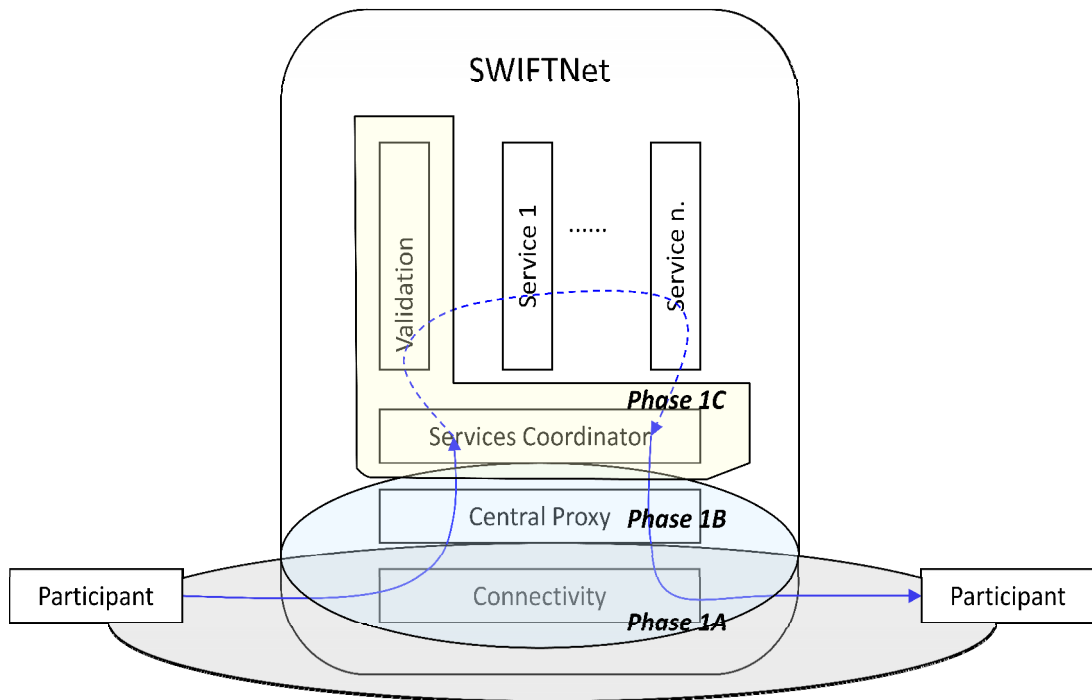 SWIFTNet
Validation
Service 1
......
Service n.
Phase 1C
Services Coordinator
Central Proxy
Phase 1B
Participant
Connectivity
Participant
Phase 1A